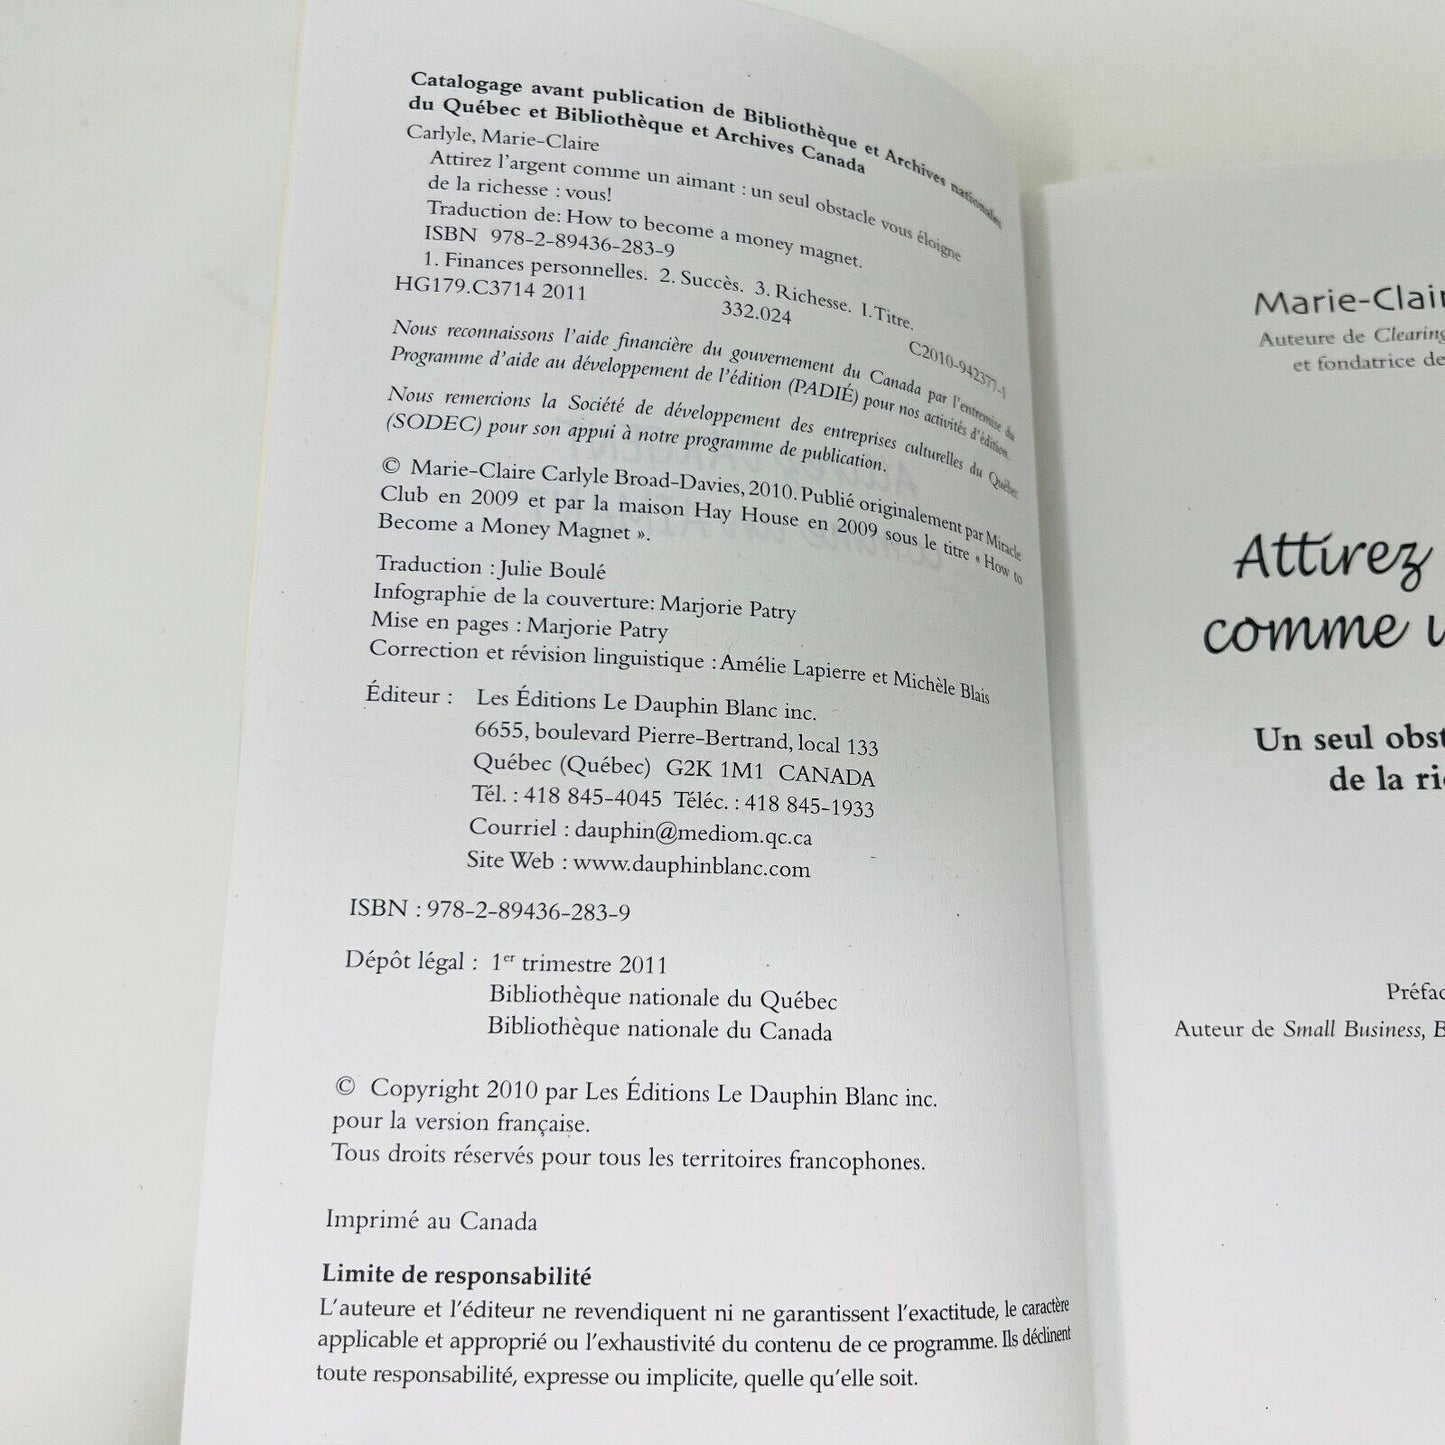 Catalogage avant publication de Bibliothèque et Archives nationales
du Québec et Bibliothèque et Archives Canada
Carlyle, Marie-Claire
Attirez l'argent comme un aimant : un seul obstacle vous éloigne
de la richesse : vous!
Traduction de: How to become a money magnet.
ISBN 978-2-89436-283-9
1. Finances personnelles. 2. Succès. 3. Richesse. I. Titre.
HG179.C3714 2011 332.024 C2010-942377-1
Nous reconnaissons l'aide financière du gouvernement du Canada par l'entremise du
Programme d'aide au développement de l'édition (PADIÉ) pour nos activités d'édition.
Nous remercions la Société de développement des entreprises culturelles du Québec
(SODEC) pour son appui à notre programme de publication.
© Marie-Claire Carlyle Broad-Davies, 2010. Publié originalement par Miracle
Club en 2009 et par la maison Hay House en 2009 sous le titre « How to
Become a Money Magnet ».
Traduction : Julie Boulé
Infographie de la couverture: Marjorie Patry
Mise en pages : Marjorie Patry
Correction et révision linguistique : Amélie Lapierre et Michèle Blais
Éditeur : Les Éditions Le Dauphin Blanc inc.
6655, boulevard Pierre-Bertrand, local 133
Québec (Québec) G2K 1M1 CANADA
Tél. : 418 845-4045 Téléc. : 418 845-1933
Courriel : dauphin@mediom.qc.ca
Site Web : www.dauphinblanc.com
ISBN : 978-2-89436-283-9
Dépôt légal : 1er trimestre 2011
Bibliothèque nationale du Québec
Bibliothèque nationale du Canada
© Copyright 2010 par Les Éditions Le Dauphin Blanc inc.
pour la version française.
Tous droits réservés pour tous les territoires francophones.
Imprimé au Canada
Limite de responsabilité
L'auteure et l'éditeur ne revendiquent ni ne garantissent l'exactitude, le caractère
applicable et approprié ou l'exhaustivité du contenu de ce programme. Ils déclinent
toute responsabilité, expresse ou implicite, quelle qu'elle soit.
Marie-Clair
Auteure de Clearing
et fondatrice de
Attirez
comme u
Un seul obst
de la ri
Préfac
Auteur de Small Business, B